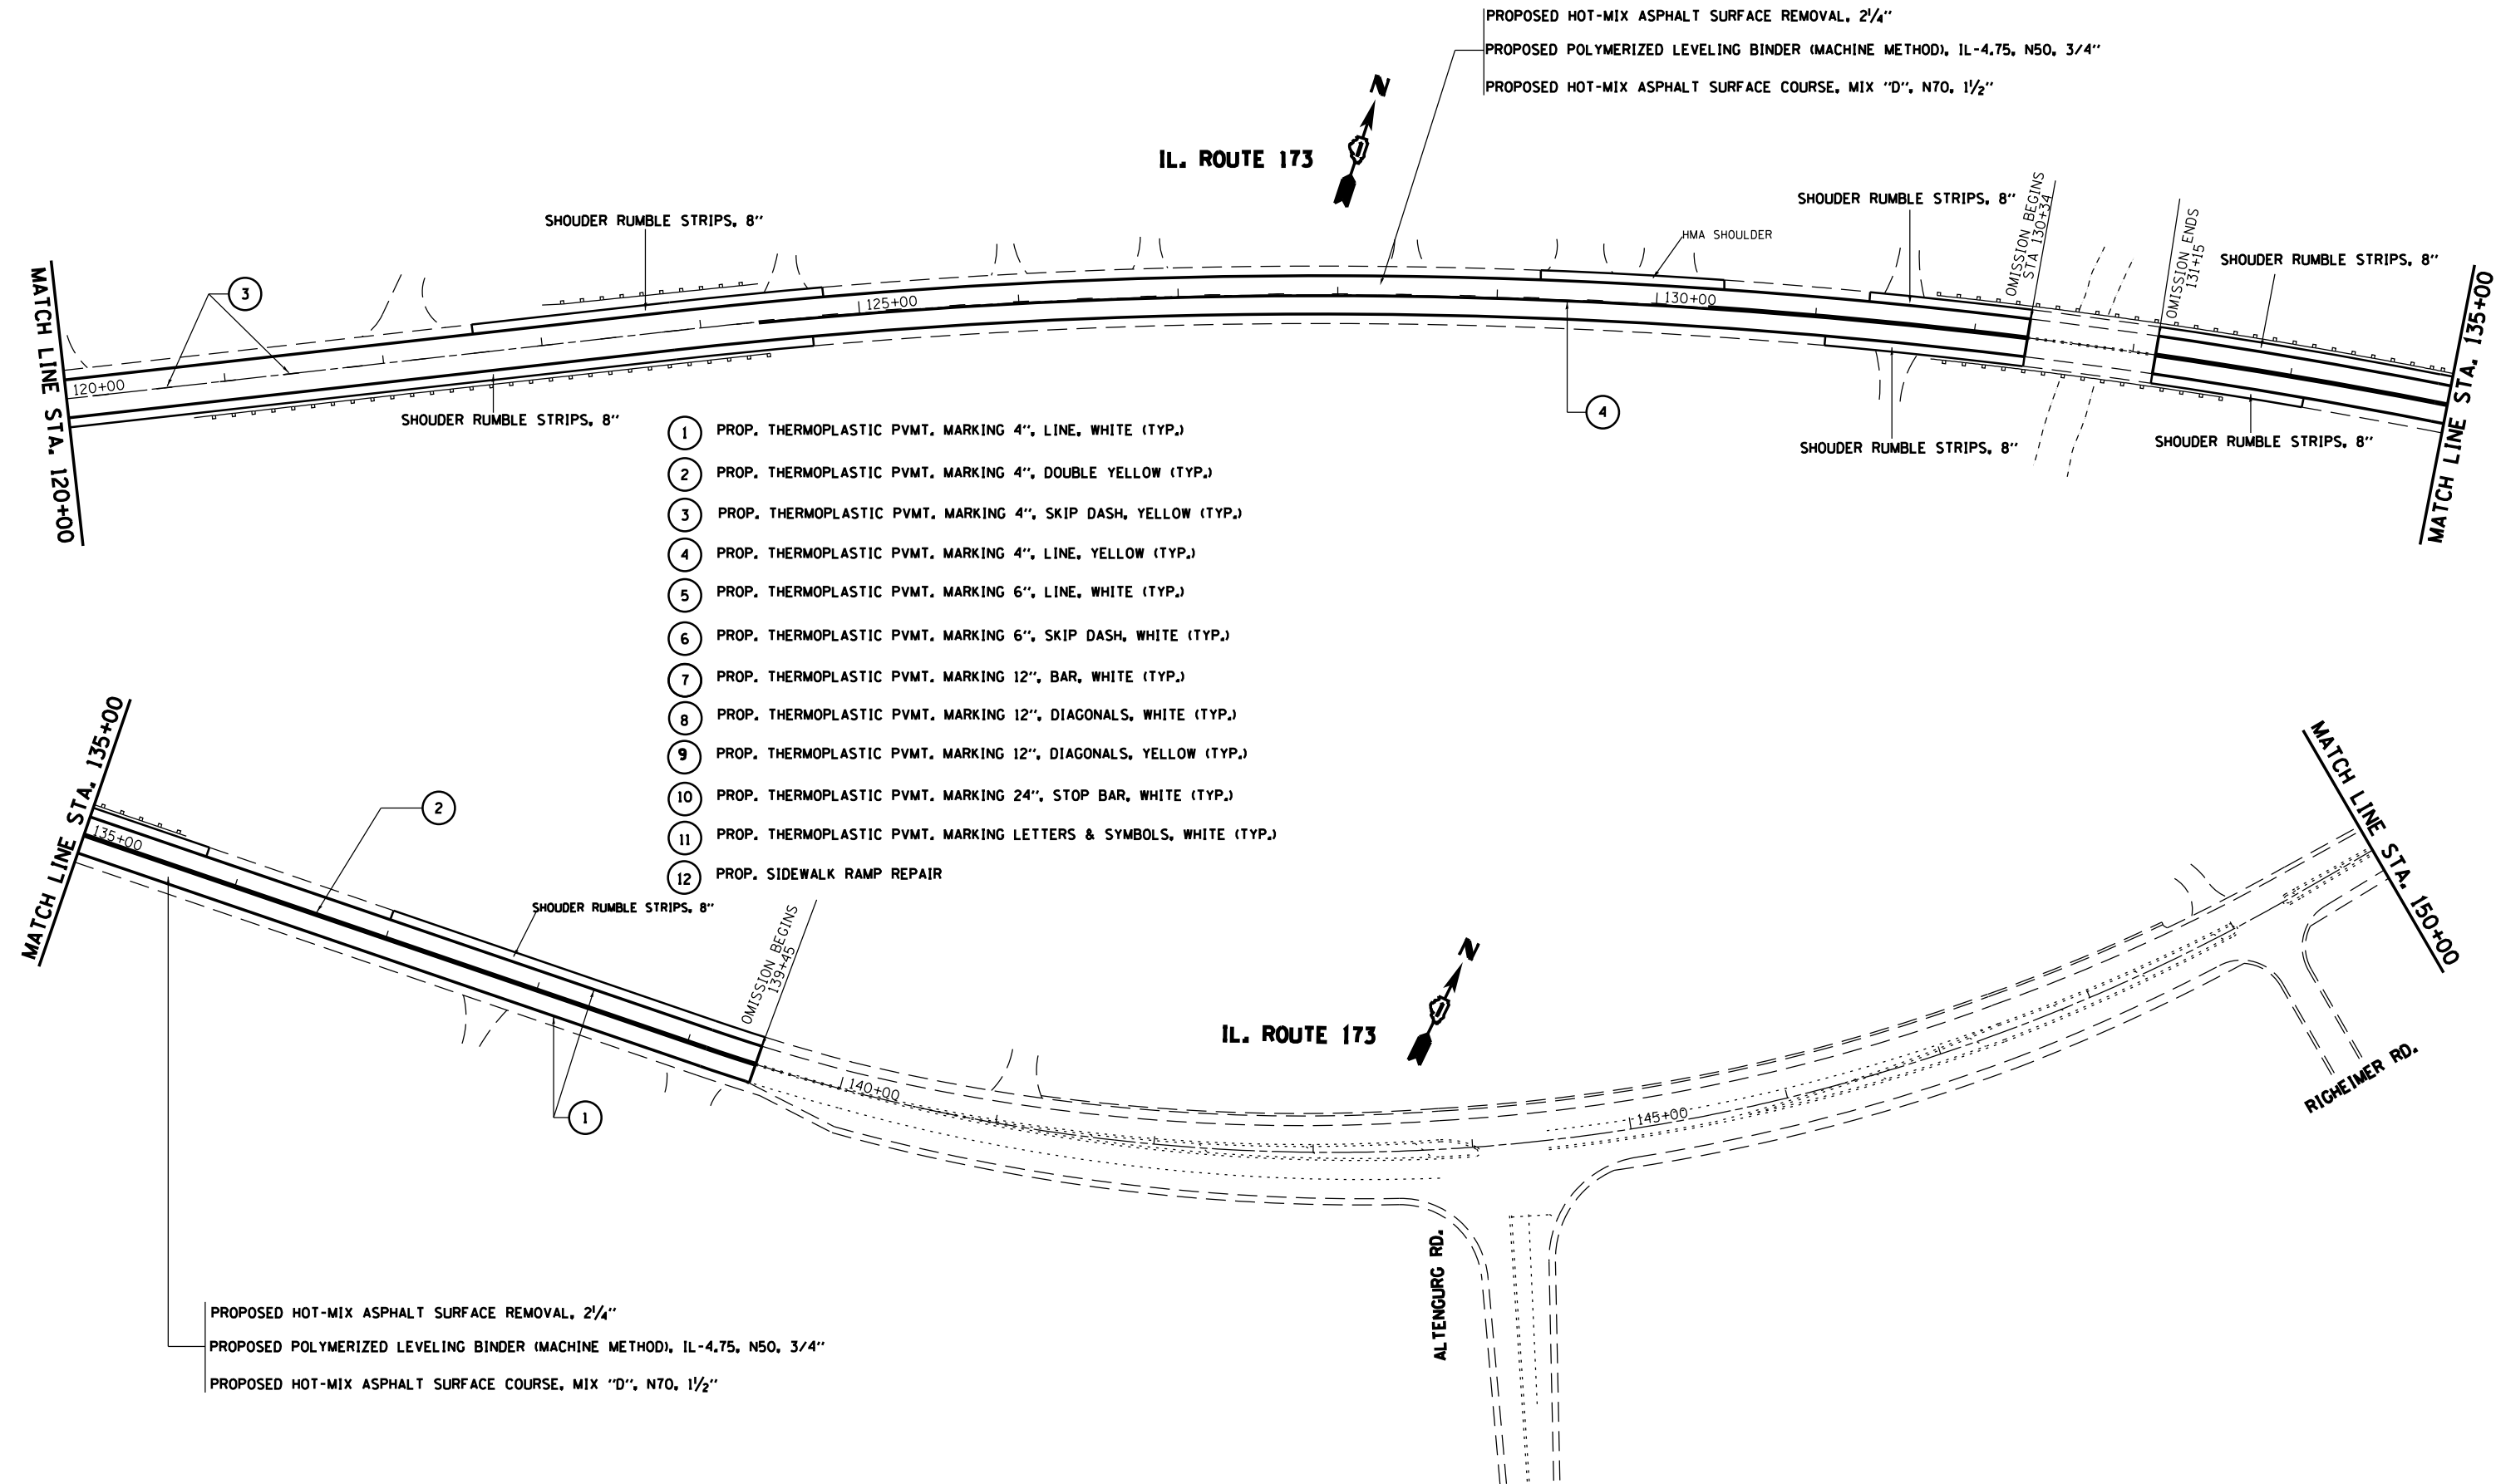 PROPOSED HOT-MIX ASPHALT SURFACE REMOVAL, 2 1/4"
PROPOSED POLYMERIZED LEVELING BINDER (MACHINE METHOD), IL-4.75, N50, 3/4"
PROPOSED HOT-MIX ASPHALT SURFACE COURSE, MIX "D", N70, 1 1/2"
N
IL. ROUTE 173
SHOUDER RUMBLE STRIPS, 8"
SHOUDER RUMBLE STRIPS, 8"
HMA SHOULDER
OMISSION BEGINS
STA 130+34
OMISSION ENDS
131+15
SHOUDER RUMBLE STRIPS, 8"
MATCH LINE STA. 120+00
3
120+00
125+00
130+00
MATCH LINE STA. 135+00
SHOUDER RUMBLE STRIPS, 8"
4
SHOUDER RUMBLE STRIPS, 8"
SHOUDER RUMBLE STRIPS, 8"
1 PROP. THERMOPLASTIC PVMT. MARKING 4", LINE, WHITE (TYP.)
2 PROP. THERMOPLASTIC PVMT. MARKING 4", DOUBLE YELLOW (TYP.)
3 PROP. THERMOPLASTIC PVMT. MARKING 4", SKIP DASH, YELLOW (TYP.)
4 PROP. THERMOPLASTIC PVMT. MARKING 4", LINE, YELLOW (TYP.)
5 PROP. THERMOPLASTIC PVMT. MARKING 6", LINE, WHITE (TYP.)
6 PROP. THERMOPLASTIC PVMT. MARKING 6", SKIP DASH, WHITE (TYP.)
7 PROP. THERMOPLASTIC PVMT. MARKING 12", BAR, WHITE (TYP.)
8 PROP. THERMOPLASTIC PVMT. MARKING 12", DIAGONALS, WHITE (TYP.)
9 PROP. THERMOPLASTIC PVMT. MARKING 12", DIAGONALS, YELLOW (TYP.)
10 PROP. THERMOPLASTIC PVMT. MARKING 24", STOP BAR, WHITE (TYP.)
11 PROP. THERMOPLASTIC PVMT. MARKING LETTERS & SYMBOLS, WHITE (TYP.)
12 PROP. SIDEWALK RAMP REPAIR
MATCH LINE STA. 135+00
135+00
2
SHOUDER RUMBLE STRIPS, 8"
OMISSION BEGINS
139+45
1
N
IL. ROUTE 173
140+00
145+00
MATCH LINE STA. 150+00
RIGHEIMER RD.
ALTENGURG RD.
PROPOSED HOT-MIX ASPHALT SURFACE REMOVAL, 2 1/4"
PROPOSED POLYMERIZED LEVELING BINDER (MACHINE METHOD), IL-4.75, N50, 3/4"
PROPOSED HOT-MIX ASPHALT SURFACE COURSE, MIX "D", N70, 1 1/2"